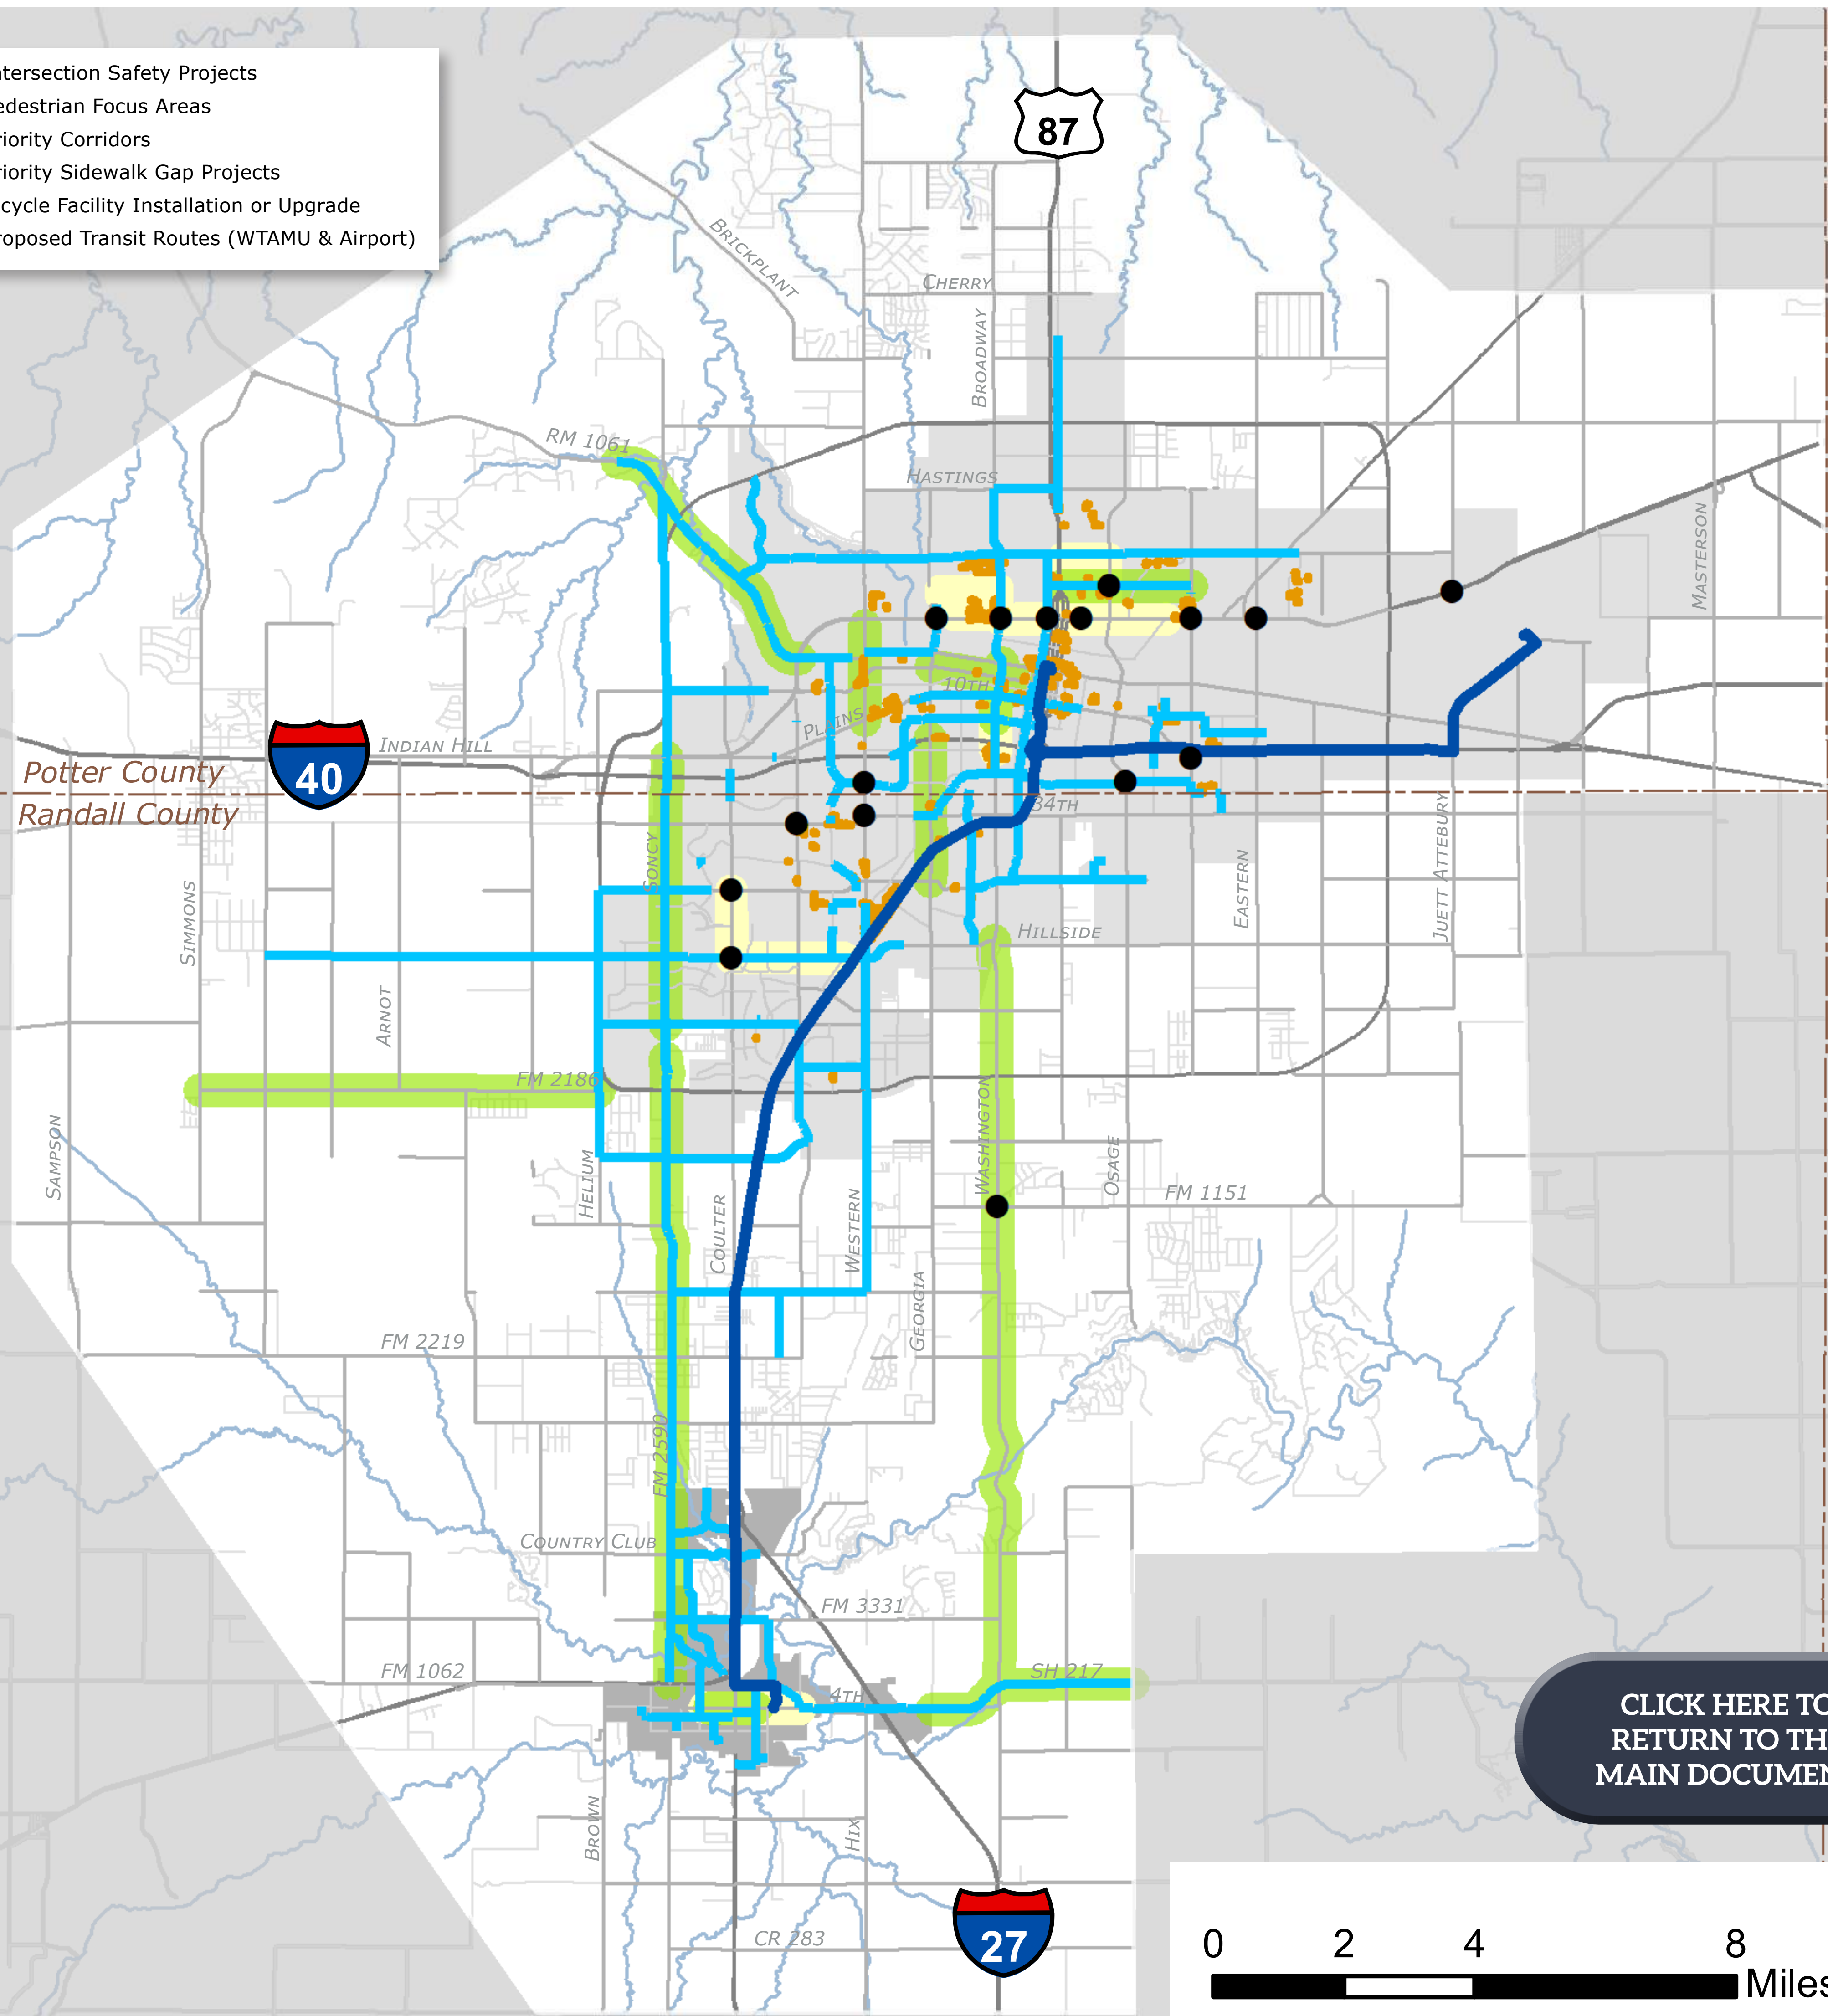 ntersection Safety Projects
edestrian Focus Areas
riority Corridors
riority Sidewalk Gap Projects
cycle Facility Installation or Upgrade
roposed Transit Routes (WTAMU & Airport)
87
BRICKPLANT
CHERRY
BROADWAY
RM 1061
HASTINGS
MASTERSON
10TH
PLAINS
INDIAN HILL
40
Potter County
Randall County
34TH
SONCY
SIMMONS
EASTERN
JUETT ATTEBURY
HILLSIDE
ARNOT
FM 2186
SAMPSON
HELIUM
COULTER
WESTERN
WASHINGTON
OSAGE
FM 1151
GEORGIA
FM 2219
FM 2590
COUNTRY CLUB
FM 3331
FM 1062
SH 217
4TH
CLICK HERE TO
RETURN TO TH
MAIN DOCUMEN
BROWN
HIX
27
CR 283
0 2 4 8
Miles